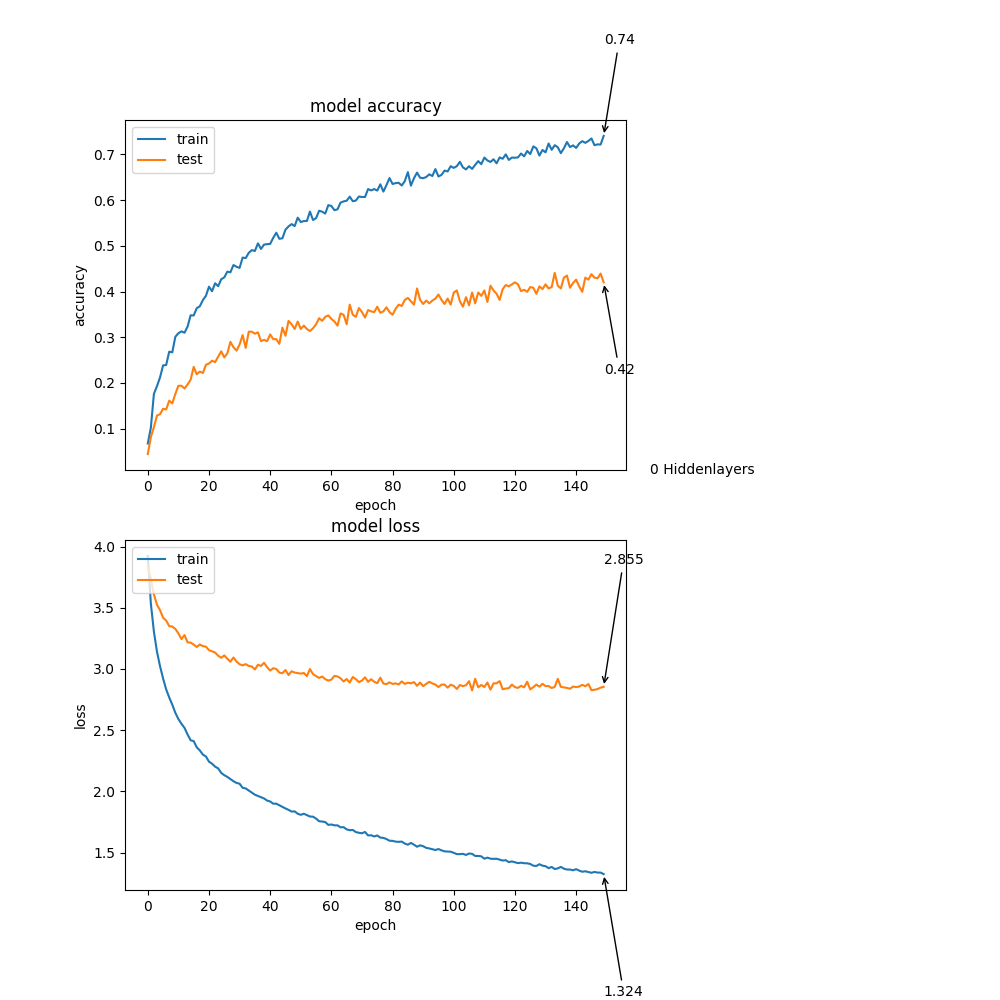 0.74
model accuracy
train
test
0.7
0.6
0.5
0.4
0.3
0.2
0.1
accuracy
0.42
0 Hiddenlayers
0 20 40 60 80 100 120 140
epoch
model loss
train
test
4.0
3.5
3.0
2.5
2.0
1.5
loss
2.855
0 20 40 60 80 100 120 140
epoch
1.324